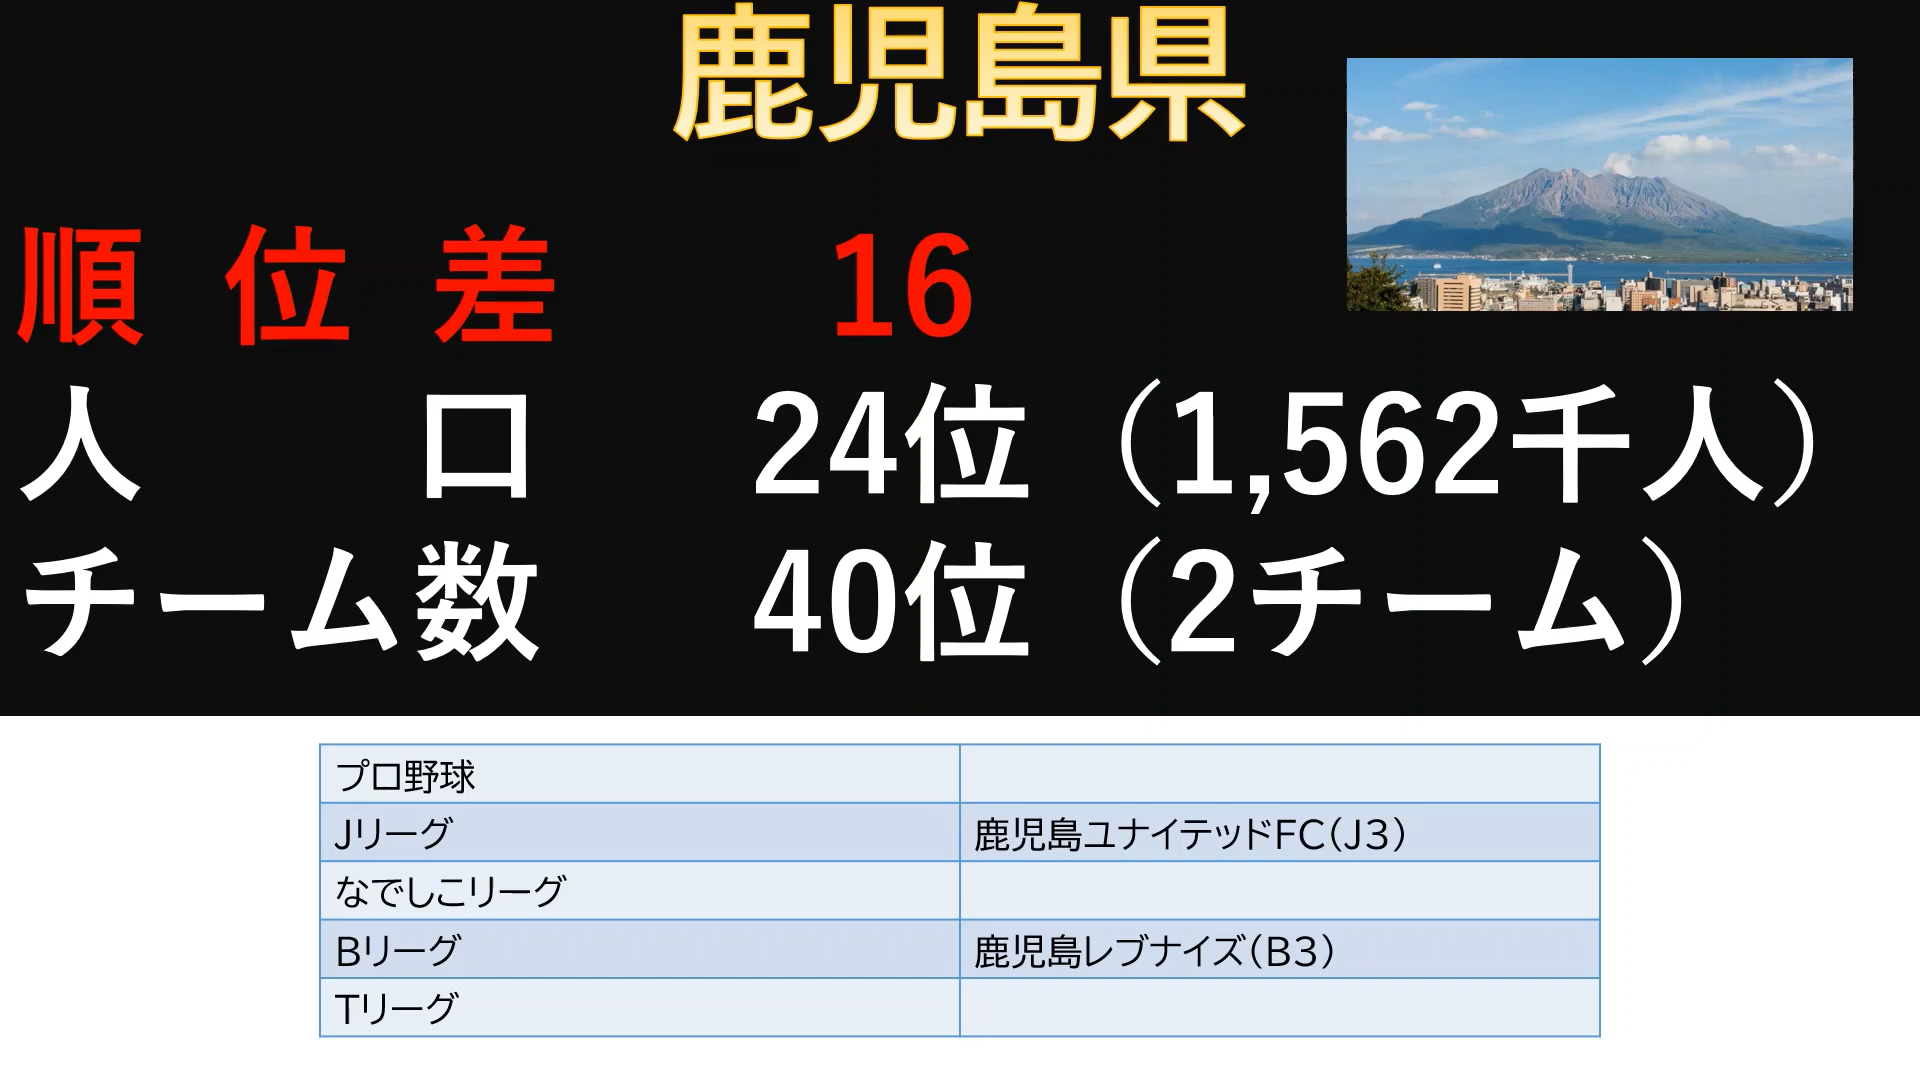 鹿児島県
順位差 16
人口 24位（1,562千人）
チーム数 40位（2チーム）
プロ野球
Jリーグ 鹿児島ユナイテッドFC(J3)
なでしこリーグ
Bリーグ 鹿児島レブナイズ(B3)
Tリーグ